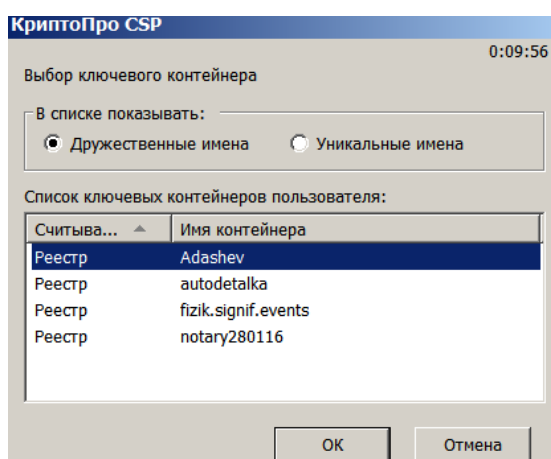 КриптоПро CSP
0:09:56
Выбор ключевого контейнера
В списке показывать:
Дружественные имена Уникальные имена
Список ключевых контейнеров пользователя:
Считыва... Имя контейнера
Реестр Adashev
Реестр autodetalka
Реестр fizik.signif.events
Реестр notary280116
ОК Отмена